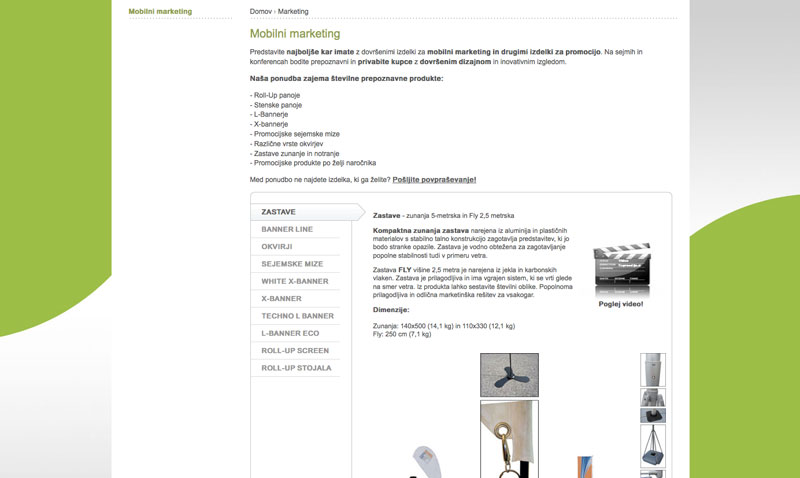 Mobilni marketing
Domov › Marketing
Mobilni marketing
Predstavite najboljše kar imate z dovršenimi izdelki za mobilni marketing in drugimi izdelki za promocijo. Na sejmih in
konferencah bodite prepoznavni in privabite kupce z dovršenim dizajnom in inovativnim izgledom.
Naša ponudba zajema številne prepoznavne produkte:
- Roll-Up panoje
- Stenske panoje
- L-Bannerje
- X-bannerje
- Promocijske sejemske mize
- Različne vrste okvirjev
- Zastave zunanje in notranje
- Promocijske produkte po želji naročnika
Med ponudbo ne najdete izdelka, ki ga želite? Pošljite povpraševanje!
ZASTAVE
BANNER LINE
OKVIRJI
SEJEMSKE MIZE
WHITE X-BANNER
X-BANNER
TECHNO L BANNER
L-BANNER ECO
ROLL-UP SCREEN
ROLL-UP STOJALA
Zastave - zunanja 5-metrska in Fly 2,5 metrska
Kompaktna zunanja zastava narejena iz aluminija in plastičnih
materialov s stabilno talno konstrukcijo zagotavlja predstavitev, ki jo
bodo stranke opazile. Zastava je vodno obtežena za zagotavljanje
popolne stabilnosti tudi v primeru vetra.
Zastava FLY višine 2,5 metra je narejena iz jekla in karbonskih
vlaken. Zastava je prilagodljiva in ima vgrajen sistem, ki se vrti glede
na smer vetra. Iz produkta lahko sestavite številni oblike. Popoinoma
prilagodljiva in odlična marketinška rešitev za vsakogar.
Dimenzije:
Zunanja: 140x500 (14,1 kg) in 110x330 (12,1 kg)
Fly: 250 cm (7,1 kg)
Poglej video!